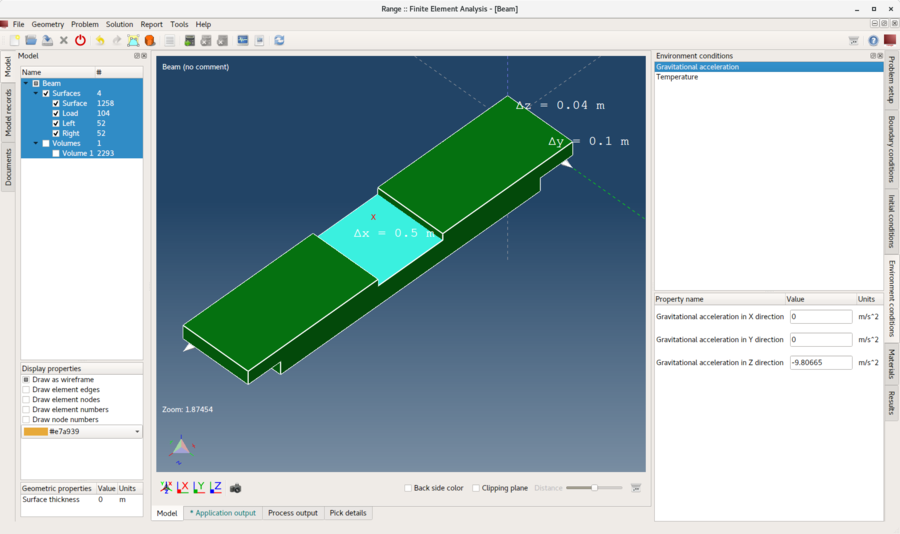 Range :: Finite Element Analysis - [Beam]
File Geometry Problem Solution Report Tools Help
Model
Model records
Documents
Model
Name #
Beam
Surfaces 4
Surface 1258
Load 104
Left 52
Right 52
Volumes 1
Volume 1 2293
Display properties
Draw as wireframe
Draw element edges
Draw element nodes
Draw element numbers
Draw node numbers
#e7a939
Geometric properties Value Units
Surface thickness 0 m
Beam (no comment)
Δz = 0.04 m
Δy = 0.1 m
x
Δx = 0.5 m
Zoom: 1.87454
X Y Z
Back side color Clipping plane Distance
Model * Application output Process output Pick details
Environment conditions
Gravitational acceleration
Temperature
Property name Value Units
Gravitational acceleration in X direction 0 m/s^2
Gravitational acceleration in Y direction 0 m/s^2
Gravitational acceleration in Z direction -9.80665 m/s^2
Problem setup
Boundary conditions
Initial conditions
Environment conditions
Materials
Results